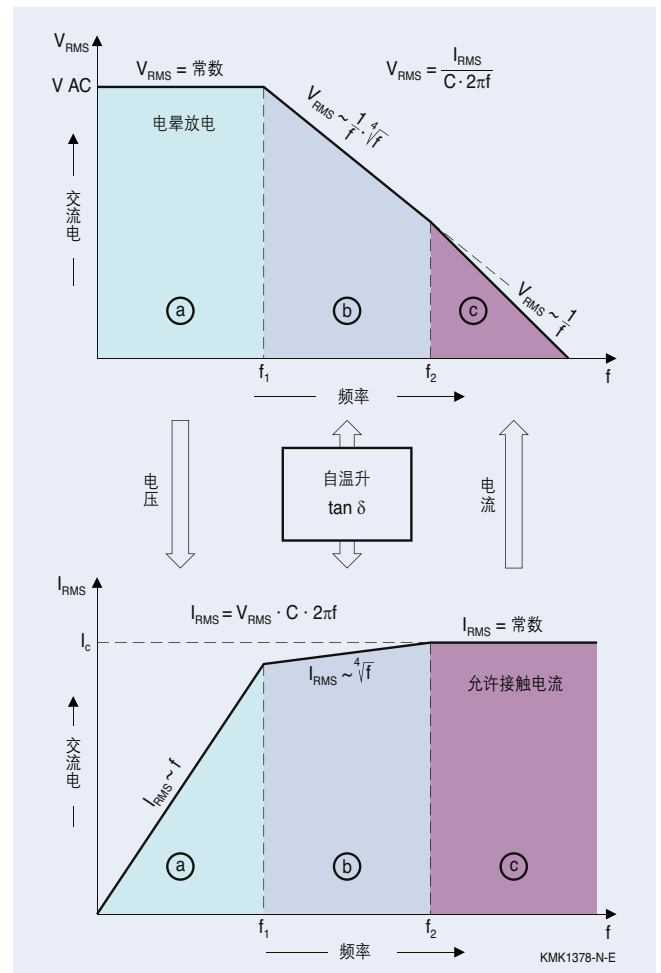 V_RMS
V AC
V_RMS = 常数
V_RMS = I_RMS / (C · 2πf)
V_RMS ~ 1/f · ⁴√f
电晕放电
交流电
V_RMS ~ 1/f
a
b
c
f₁
f₂
f
频率
电压
自温升
tan δ
电流
I_RMS
I_RMS = V_RMS · C · 2πf
I_RMS = 常数
I_c
I_RMS ~ ⁴√f
允许接触电流
交流电
I_RMS ~ f
a
b
c
f₁
f₂
f
频率
KMK1378-N-E